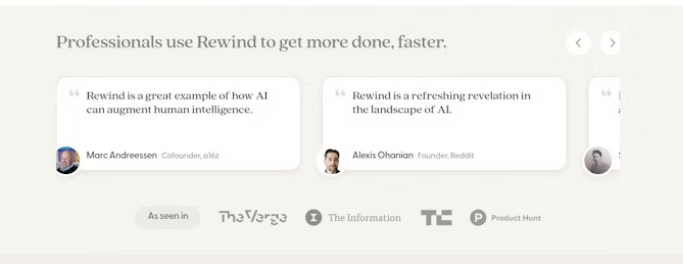 Professionals use Rewind to get more done, faster.
Rewind is a great example of how AI
can augment human intelligence.
Marc Andreessen Cofounder, a16z
Rewind is a refreshing revelation in
the landscape of AI.
Alexis Ohanian Founder, Reddit
As seen in
The Verge
The Information
TC
Product Hunt